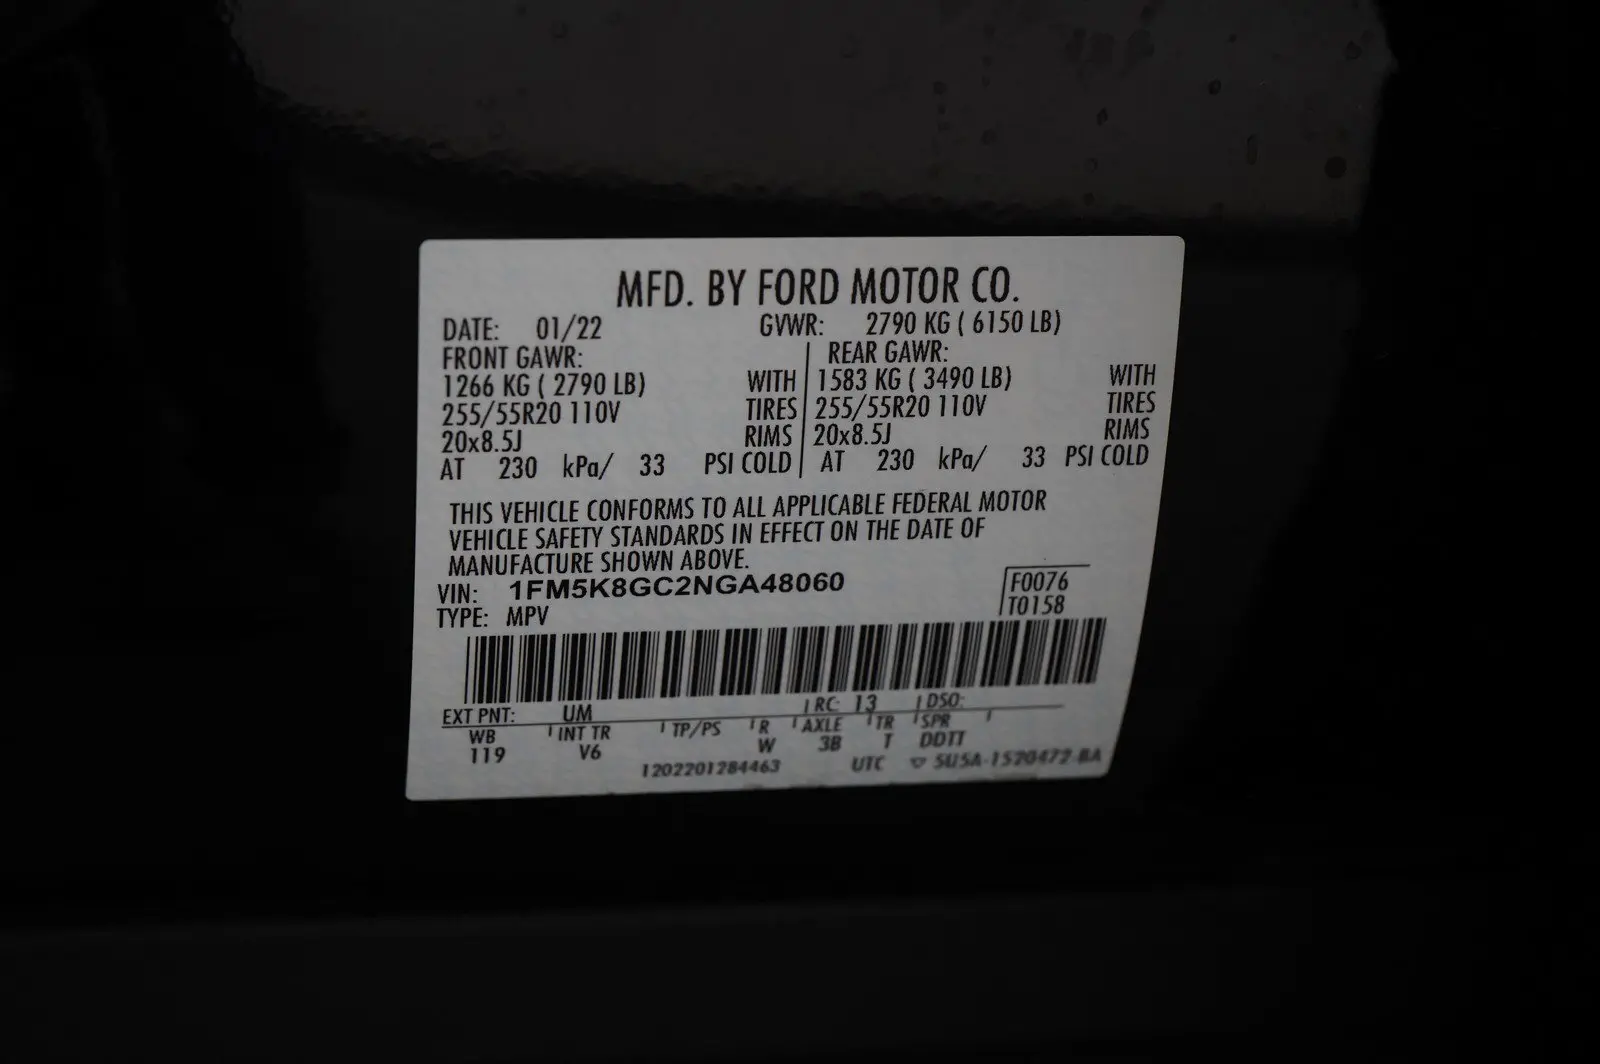 MFD. BY FORD MOTOR CO.
DATE: 01/22 GVWR: 2790 KG ( 6150 LB)
FRONT GAWR: REAR GAWR:
1266 KG ( 2790 LB) WITH 1583 KG ( 3490 LB) WITH
255/55R20 110V TIRES 255/55R20 110V TIRES
20x8.5J RIMS 20x8.5J RIMS
AT 230 kPa/ 33 PSI COLD AT 230 kPa/ 33 PSI COLD
THIS VEHICLE CONFORMS TO ALL APPLICABLE FEDERAL MOTOR
VEHICLE SAFETY STANDARDS IN EFFECT ON THE DATE OF
MANUFACTURE SHOWN ABOVE.
VIN: 1FM5K8GC2NGA48060 F0076
TYPE: MPV T0158
EXT PNT: UM RC: 13 DSO:
WB INT TR TP/PS R AXLE TR SPR
119 V6 W 3B T DDTT
1202201284463 UTC ▽ 5U5A-1520472-BA